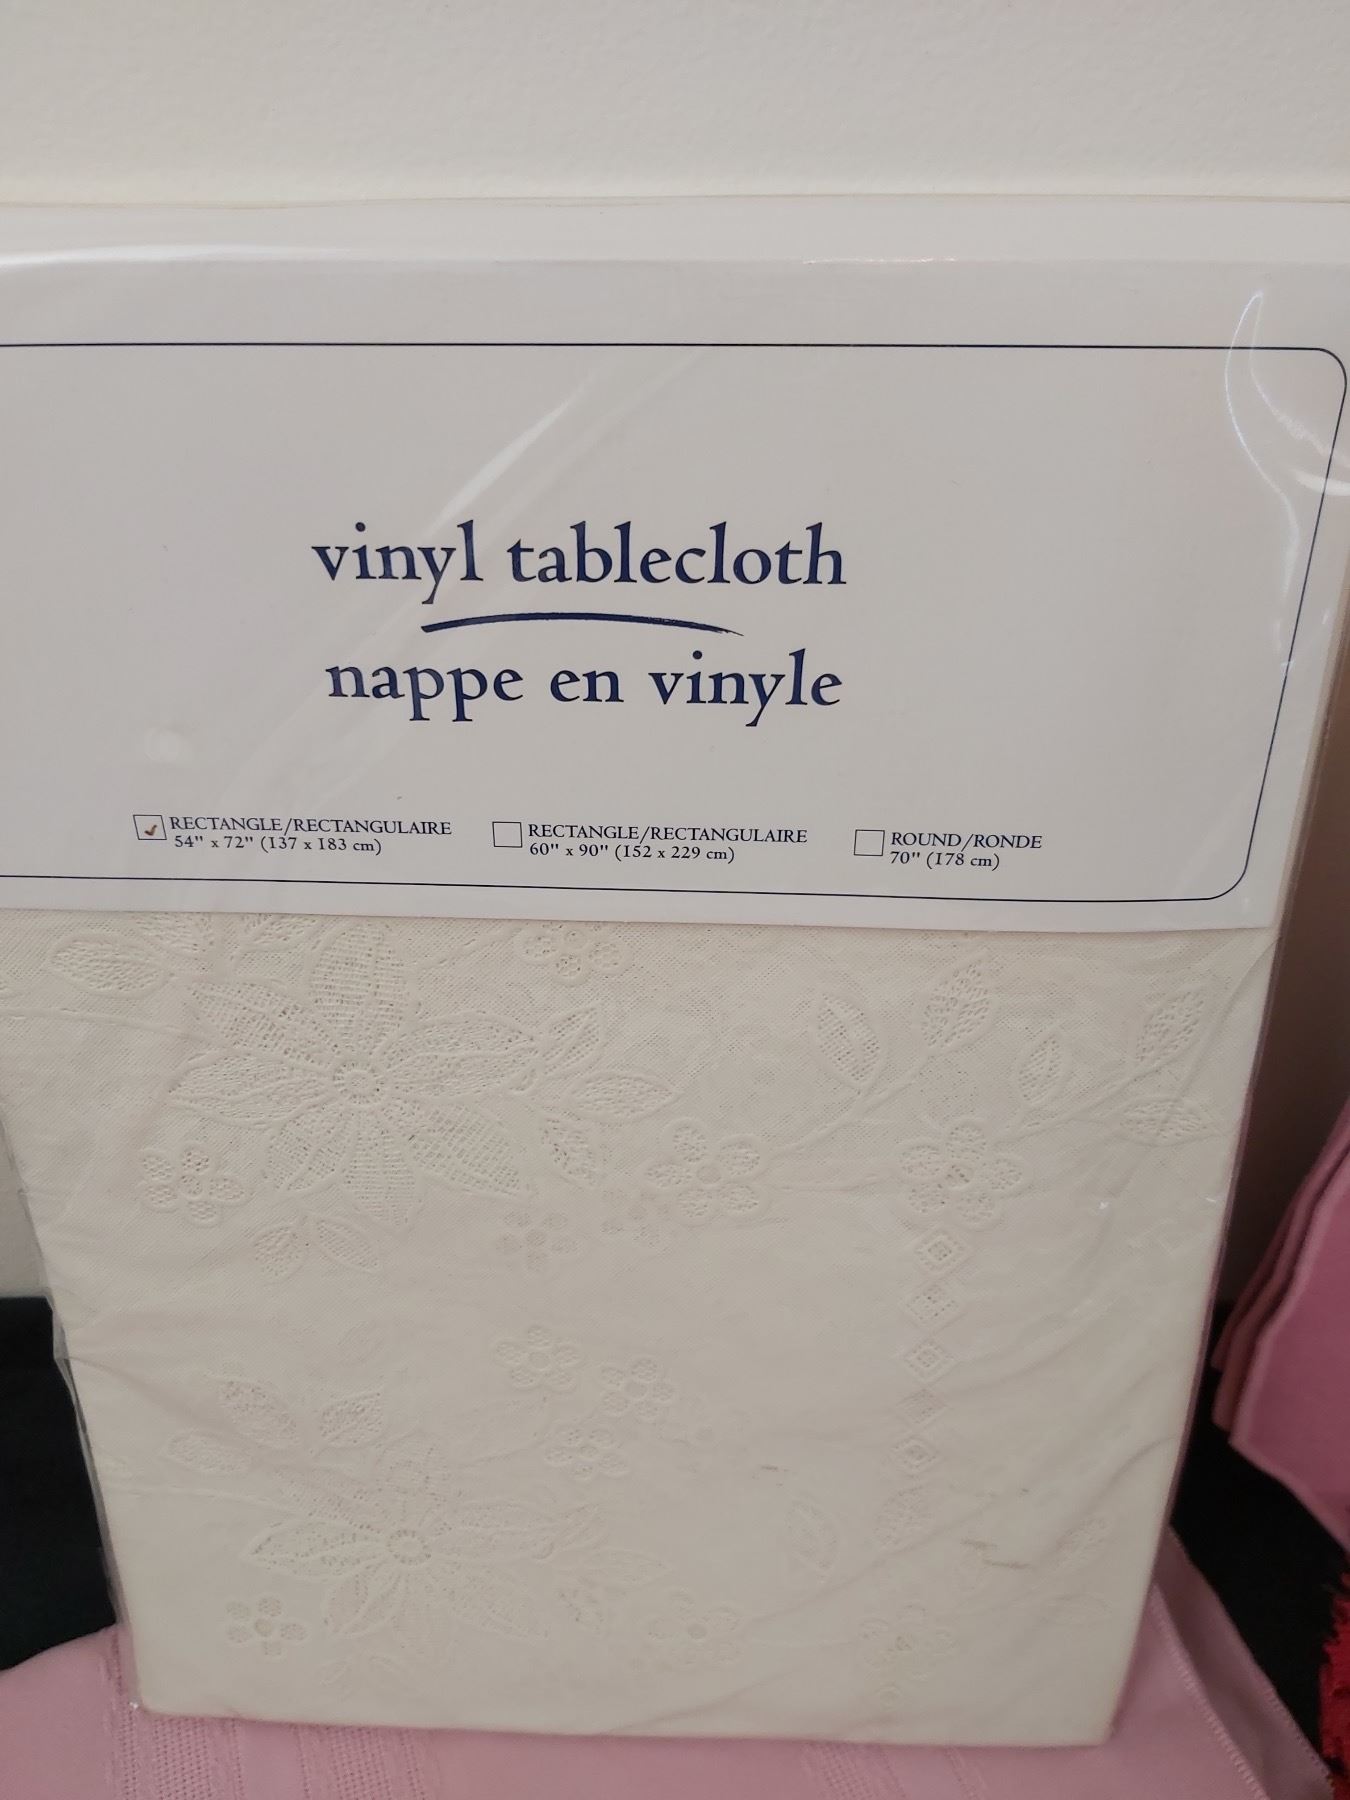 vinyl tablecloth
nappe en vinyle
RECTANGLE/RECTANGULAIRE
54" x 72" (137 x 183 cm)
RECTANGLE/RECTANGULAIRE
60" x 90" (152 x 229 cm)
ROUND/RONDE
70" (178 cm)